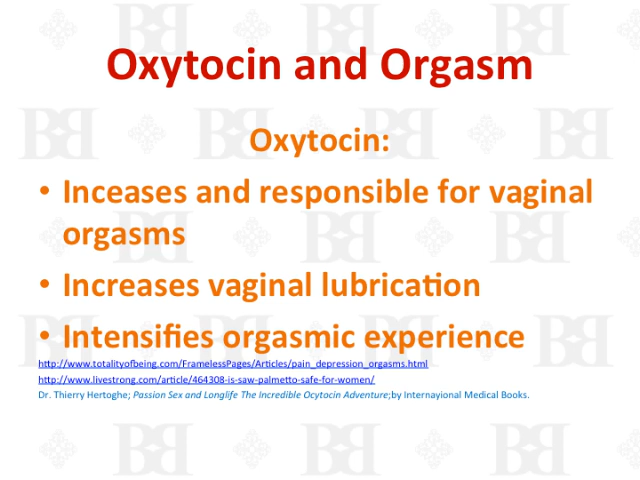 Oxytocin and Orgasm
Oxytocin:
• Inceases and responsible for vaginal
orgasms
• Increases vaginal lubrication
• Intensifies orgasmic experience
http://www.totalityofbeing.com/FramelessPages/Articles/pain_depression_orgasms.html
http://www.livestrong.com/article/464308-is-saw-palmetto-safe-for-women/
Dr. Thierry Hertoghe; Passion Sex and Longlife The Incredible Ocytocin Adventure;by Internayional Medical Books.